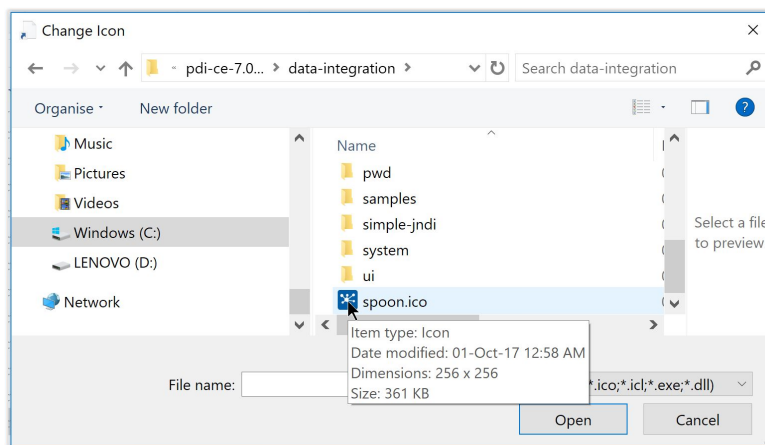 Change Icon
pdi-ce-7.0... > data-integration >
Search data-integration
Organise
New folder
?
Music
Pictures
Videos
Windows (C:)
LENOVO (D:)
Network
Name
pwd
samples
simple-jndi
system
ui
spoon.ico
Select a file
to preview
Item type: Icon
Date modified: 01-Oct-17 12:58 AM
Dimensions: 256 x 256
Size: 361 KB
File name:
*.ico;*.icl;*.exe;*.dll)
Open
Cancel